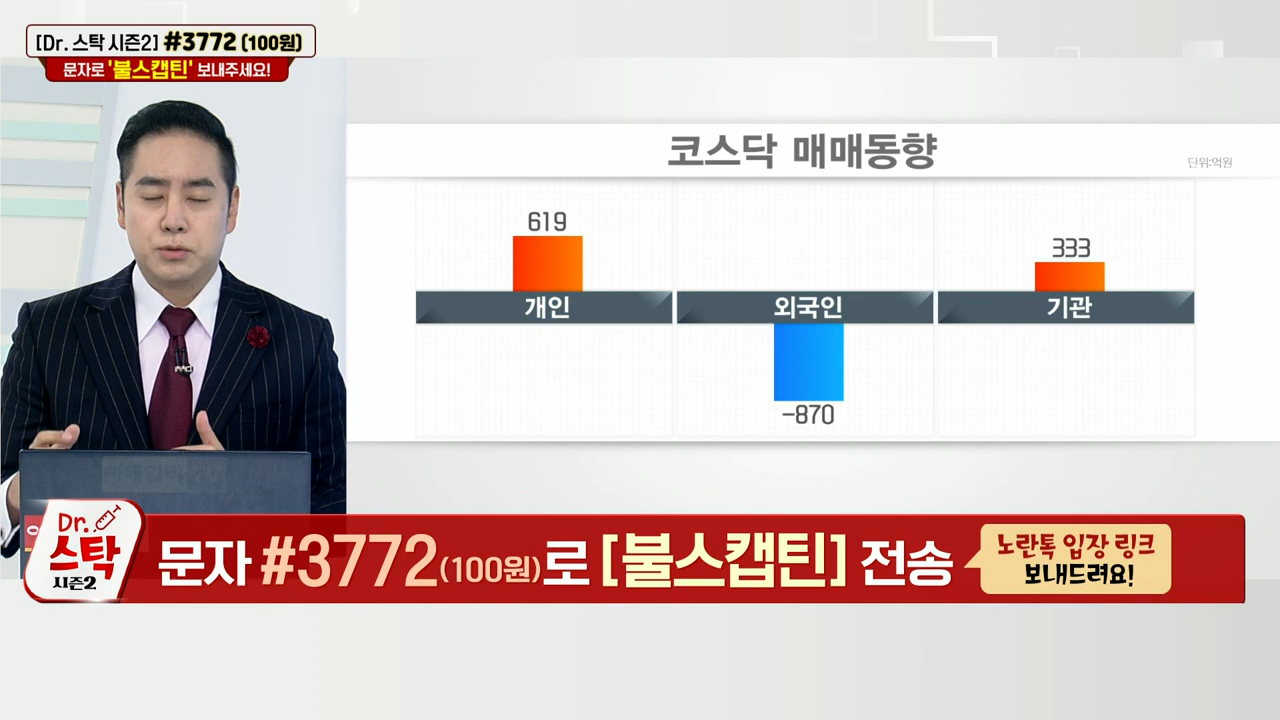 [Dr. 스탁 시즌2] #3772 (100원)
문자로 '불스캡틴' 보내주세요!
코스닥 매매동향
단위:억원
619
333
개인
외국인
기관
-870
Dr.
스탁
시즌2
문자 #3772(100원)로 [불스캡틴] 전송
노란톡 입장 링크
보내드려요!